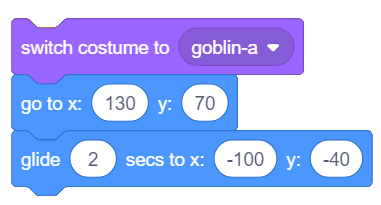 switch costume to goblin-a
go to x: 130 y: 70
glide 2 secs to x: -100 y: -40